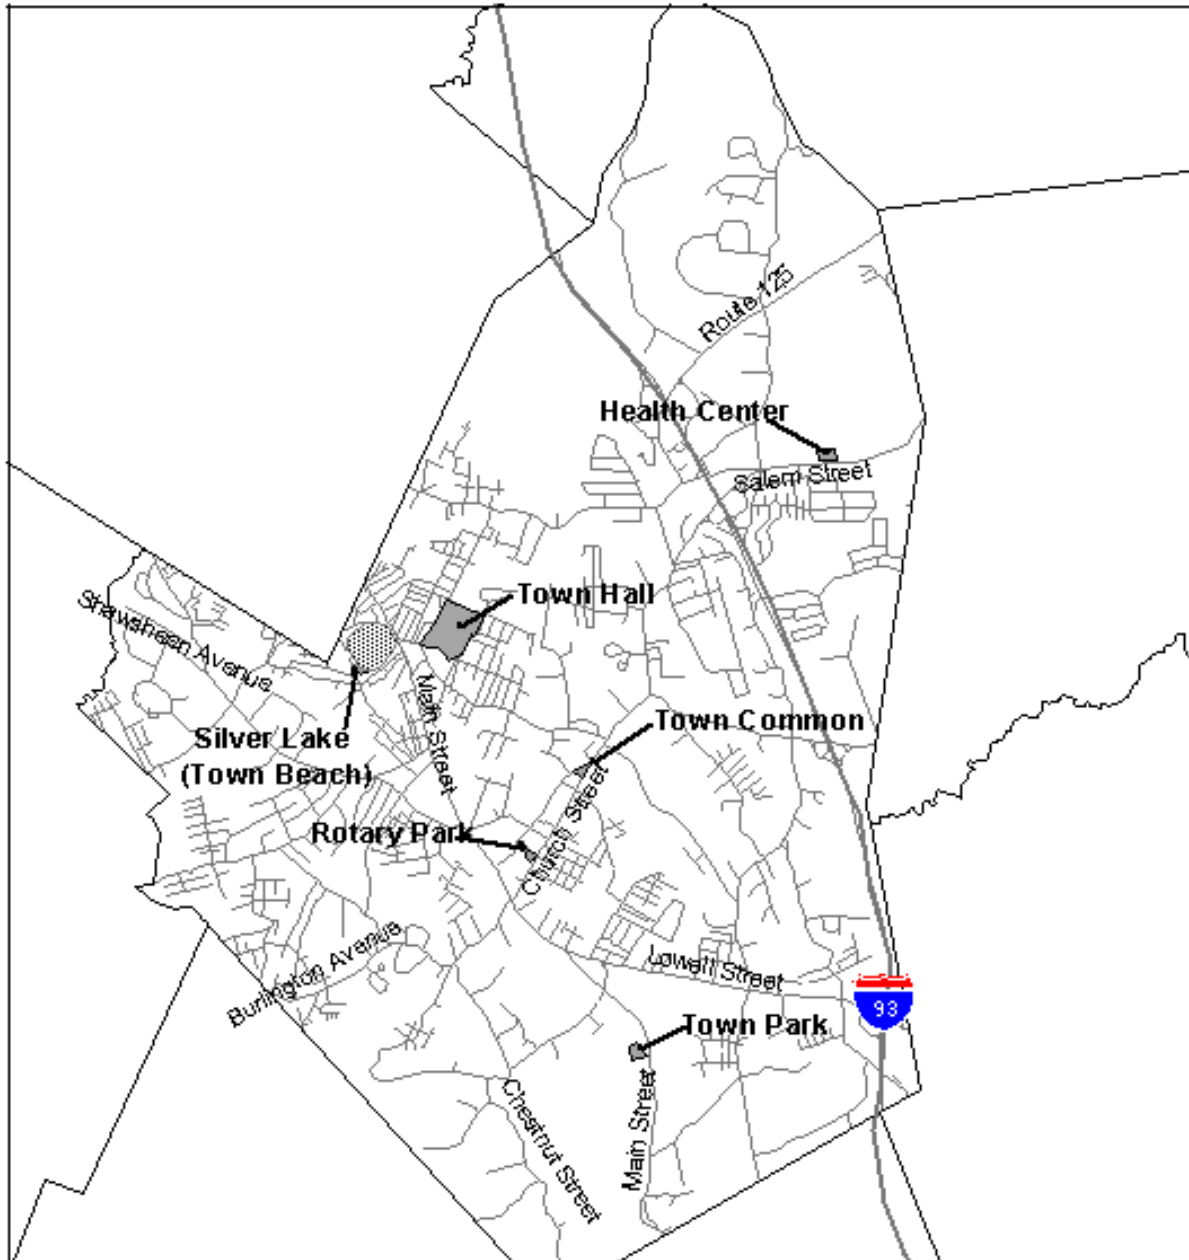 Route 125
Health Center
Salem Street
Town Hall
Shawsheen Avenue
Main Street
Town Common
Silver Lake
(Town Beach)
Rotary Park
Church Street
Burlington Avenue
Lowell Street
93
Town Park
Chestnut Street
Main Street